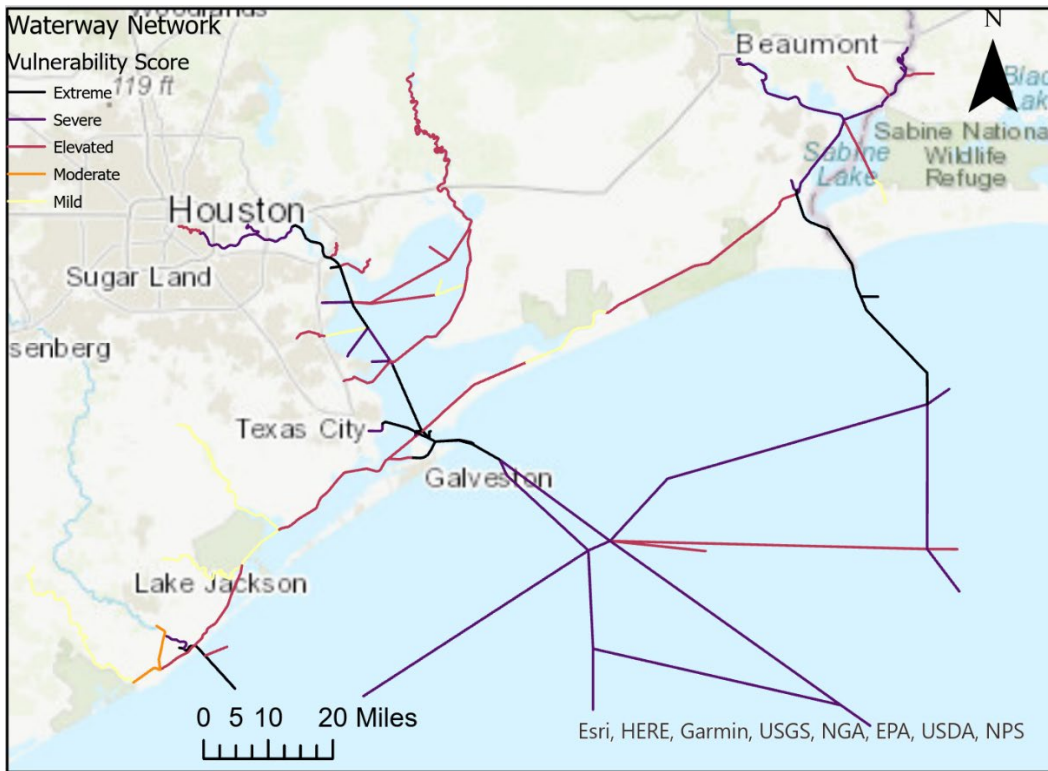 Woodlands
Waterway Network
Vulnerability Score
Extreme
119 ft
Severe
Elevated
Moderate
Mild
N
Beaumont
Sabine National
Wildlife
Refuge
Sabine
Lake
Houston
Sugar Land
senberg
Texas City
Galveston
Lake Jackson
0 5 10 20 Miles
Esri, HERE, Garmin, USGS, NGA, EPA, USDA, NPS